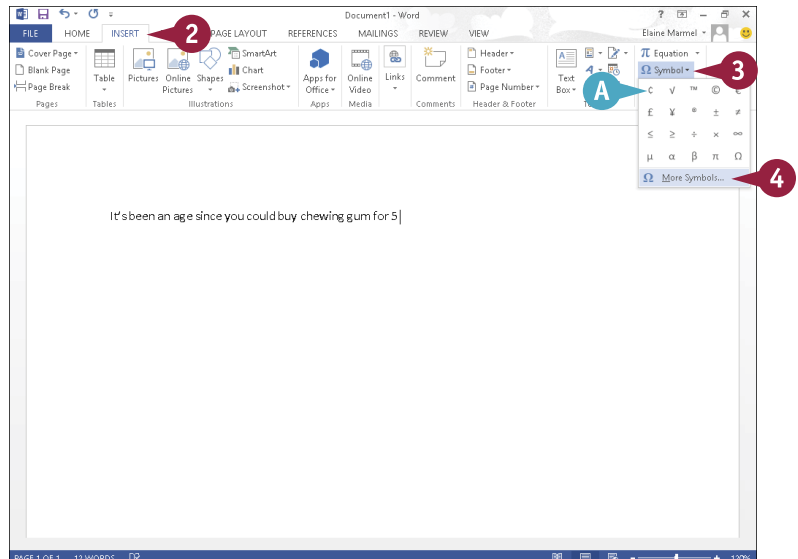 Document1 - Word
FILE HOME INSERT PAGE LAYOUT REFERENCES MAILINGS REVIEW VIEW Elaine Marmel
2
Cover Page
Blank Page
Page Break
Pages
Table
Tables
Pictures
Online Pictures
Shapes
SmartArt
Chart
Screenshot
Illustrations
Apps for Office
Apps
Online Video
Media
Links
Comment
Comments
Header
Footer
Page Number
Header & Footer
Text Box
A
π Equation
Ω Symbol
3
A
¢ √ ™ © €
£ ¥ ® ± ≠
≤ ≥ ÷ × ∞
µ α β π Ω
Ω More Symbols...
4
It's been an age since you could buy chewing gum for 5
PAGE 1 OF 1 12 WORDS 120%